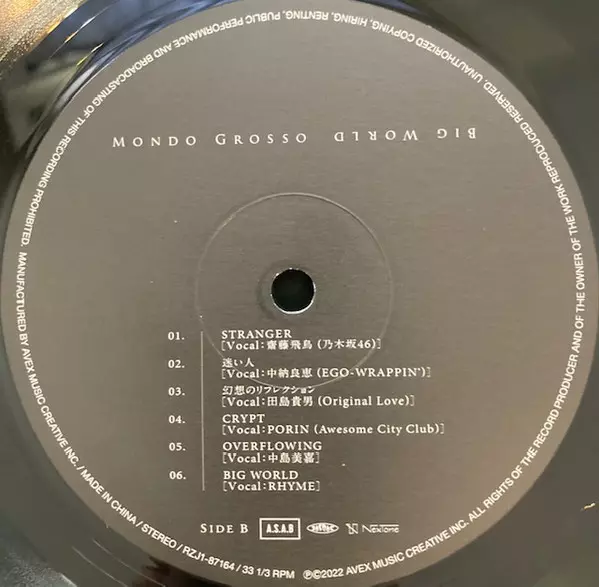 MONDO GROSSO BIG WORLD
01. STRANGER
[Vocal:齋藤飛鳥 (乃木坂46)]
02. 迷い人
[Vocal:中納良恵 (EGO-WRAPPIN')]
03. 幻想のリフレクション
[Vocal:田島貴男 (Original Love)]
04. CRYPT
[Vocal:PORIN (Awesome City Club)]
05. OVERFLOWING
[Vocal:中島美嘉]
06. BIG WORLD
[Vocal:RHYME]
SIDE B A.S.A.B NexTone
MANUFACTURED BY AVEX MUSIC CREATIVE INC. / MADE IN CHINA / STEREO / RZJ1-87164 / 33 1/3 RPM ℗©2022 AVEX MUSIC CREATIVE INC. ALL RIGHTS OF THE RECORD PRODUCER AND OF THE OWNER OF THE WORK REPRODUCED RESERVED. UNAUTHORIZED COPYING, HIRING, RENTING, PUBLIC PERFORMANCE AND BROADCASTING OF THIS RECORDING PROHIBITED.